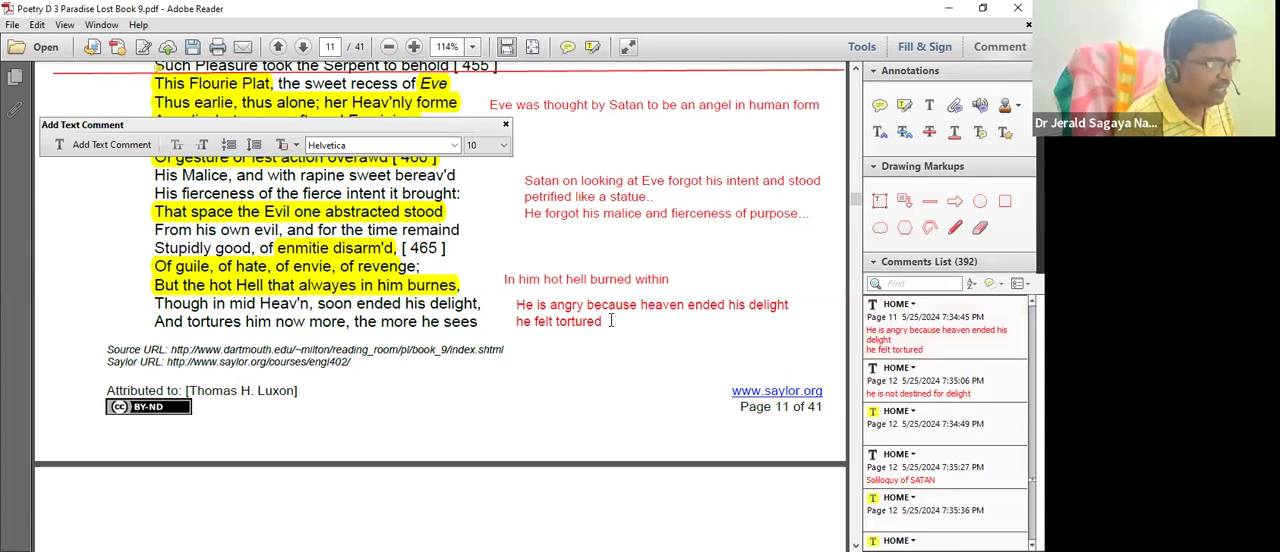 Poetry D 3 Paradise Lost Book 9.pdf - Adobe Reader
File Edit View Window Help
Open 11 / 41 114% Tools Fill & Sign Comment
Such Pleasure took the Serpent to behold [ 455 ]
This Flourie Plat, the sweet recess of Eve
Thus earlie, thus alone; her Heav'nly forme
Eve was thought by Satan to be an angel in human form
Add Text Comment
Add Text Comment Helvetica 10
Of gesture or lest action overawd [ 460 ]
His Malice, and with rapine sweet bereav'd
His fierceness of the fierce intent it brought:
That space the Evil one abstracted stood
From his own evil, and for the time remaind
Stupidly good, of enmitie disarm'd, [ 465 ]
Of guile, of hate, of envie, of revenge;
But the hot Hell that alwayes in him burnes,
Though in mid Heav'n, soon ended his delight,
And tortures him now more, the more he sees
Satan on looking at Eve forgot his intent and stood
petrified like a statue..
He forgot his malice and fierceness of purpose...
In him hot hell burned within
He is angry because heaven ended his delight
he felt tortured
Source URL: http://www.dartmouth.edu/~milton/reading_room/pl/book_9/index.shtml
Saylor URL: http://www.saylor.org/courses/engl402/
Attributed to: [Thomas H. Luxon]
www.saylor.org
cc BY-ND
Page 11 of 41
Annotations
Drawing Markups
Comments List (392)
Find
HOME
Page 11 5/25/2024 7:34:45 PM
He is angry because heaven ended his
delight
he felt tortured
HOME
Page 12 5/25/2024 7:35:06 PM
he is not destined for delight
HOME
Page 12 5/25/2024 7:34:49 PM
HOME
Page 12 5/25/2024 7:35:27 PM
Soliloquy of SATAN
HOME
Page 12 5/25/2024 7:35:36 PM
HOME
Dr Jerald Sagaya Na...